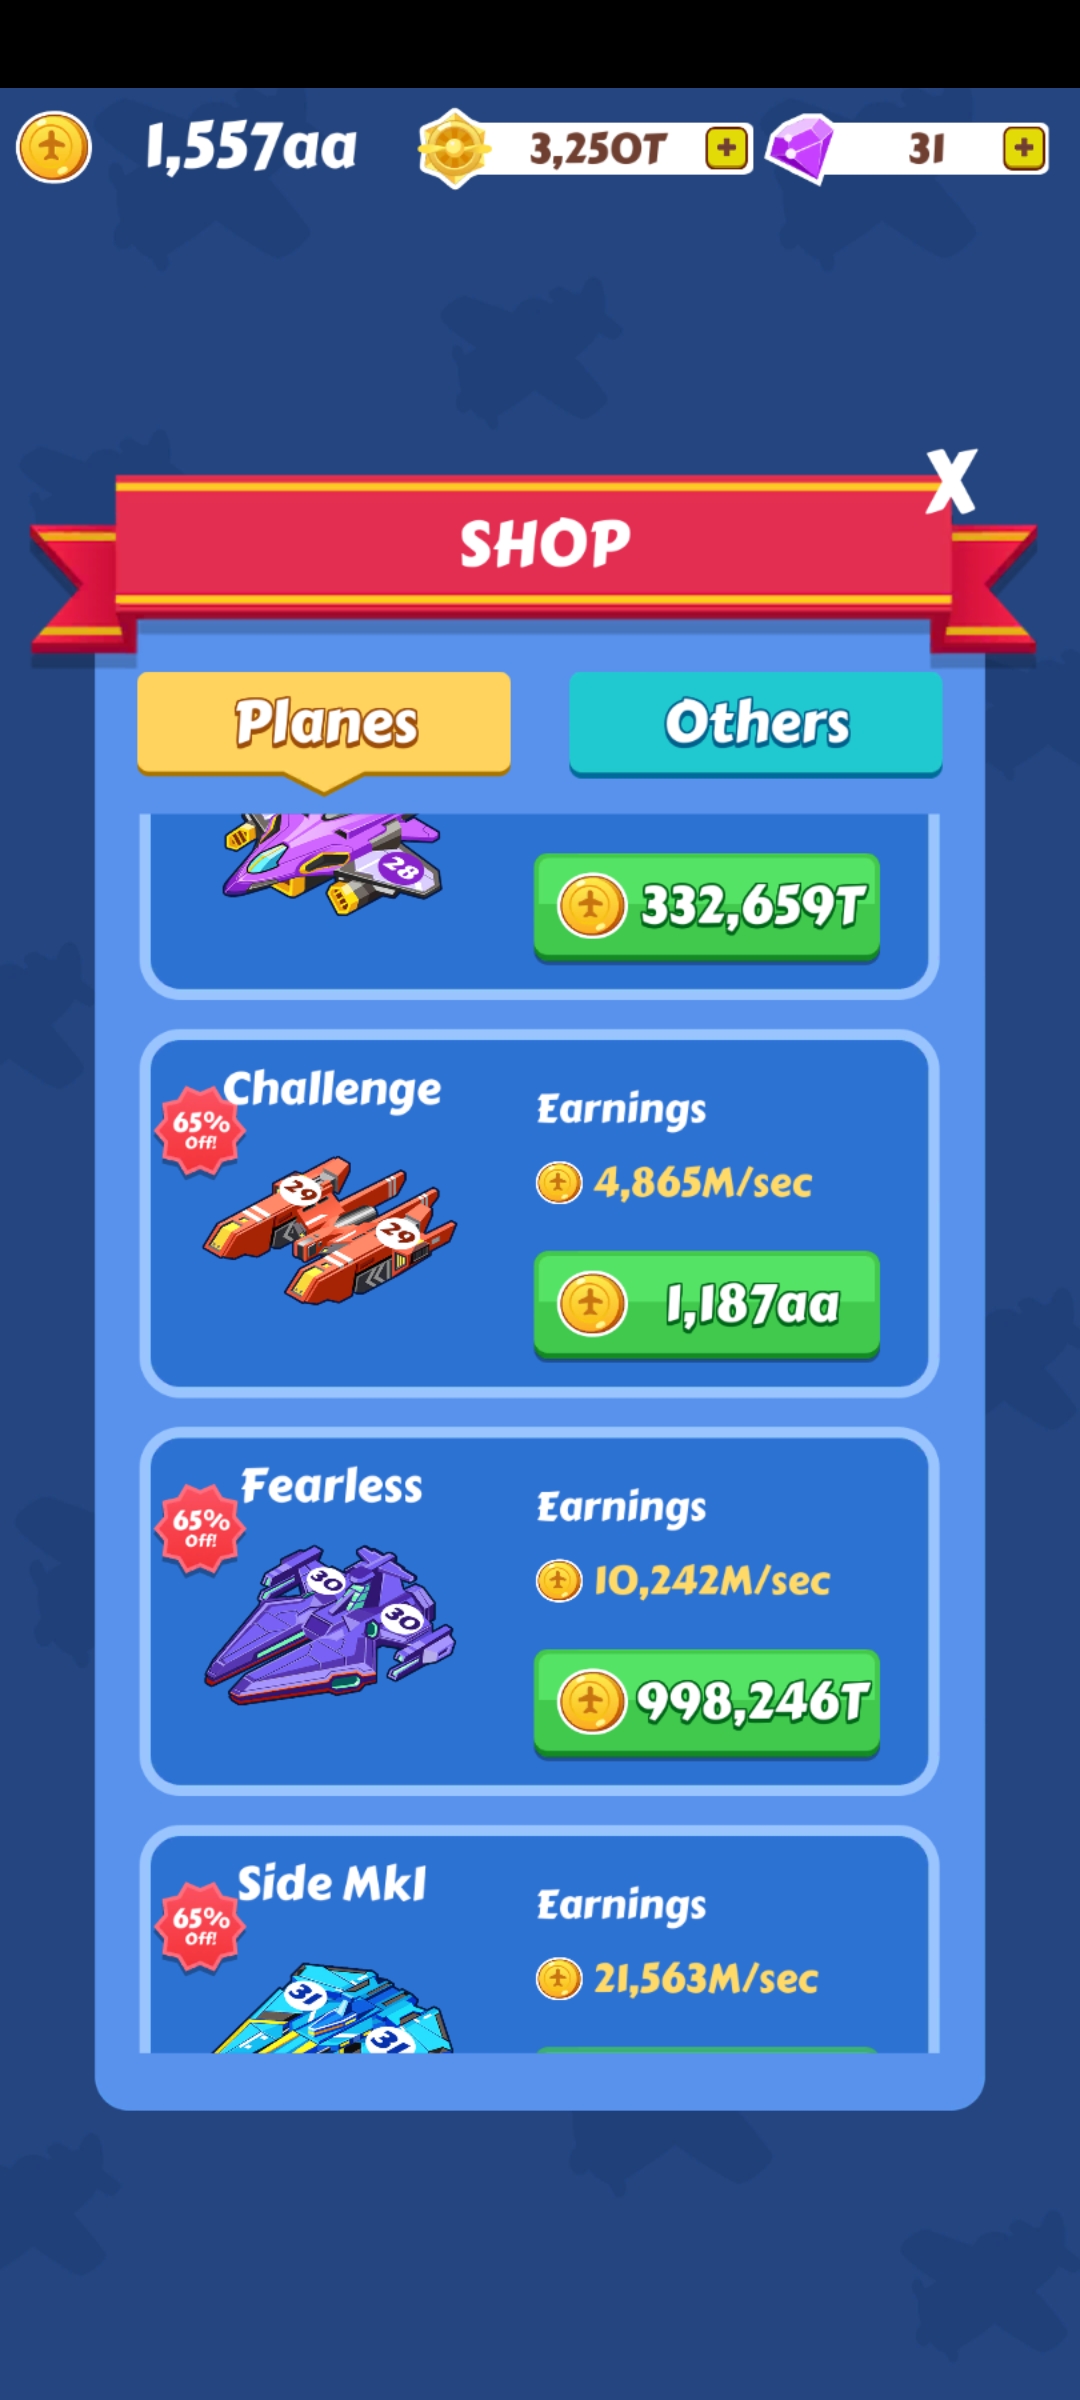 1,557aa
3,250T
+
31
+
X
SHOP
Planes
Others
28
332,659T
Challenge
65%
Off!
29
29
Earnings
4,865M/sec
1,187aa
Fearless
65%
Off!
30
30
Earnings
10,242M/sec
998,246T
Side MkI
65%
Off!
31
31
Earnings
21,563M/sec